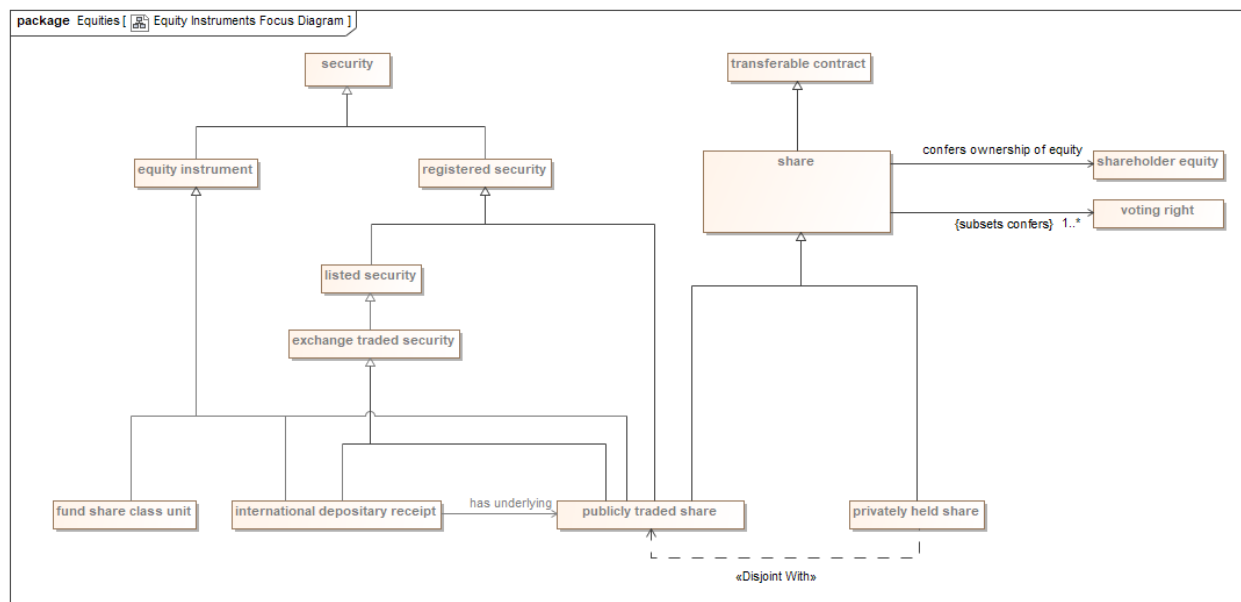 package Equities [ Equity Instruments Focus Diagram ]
security
transferable contract
equity instrument
registered security
share
confers ownership of equity
shareholder equity
voting right
{subsets confers} 1..*
listed security
exchange traded security
fund share class unit
international depositary receipt
has underlying
publicly traded share
privately held share
«Disjoint With»